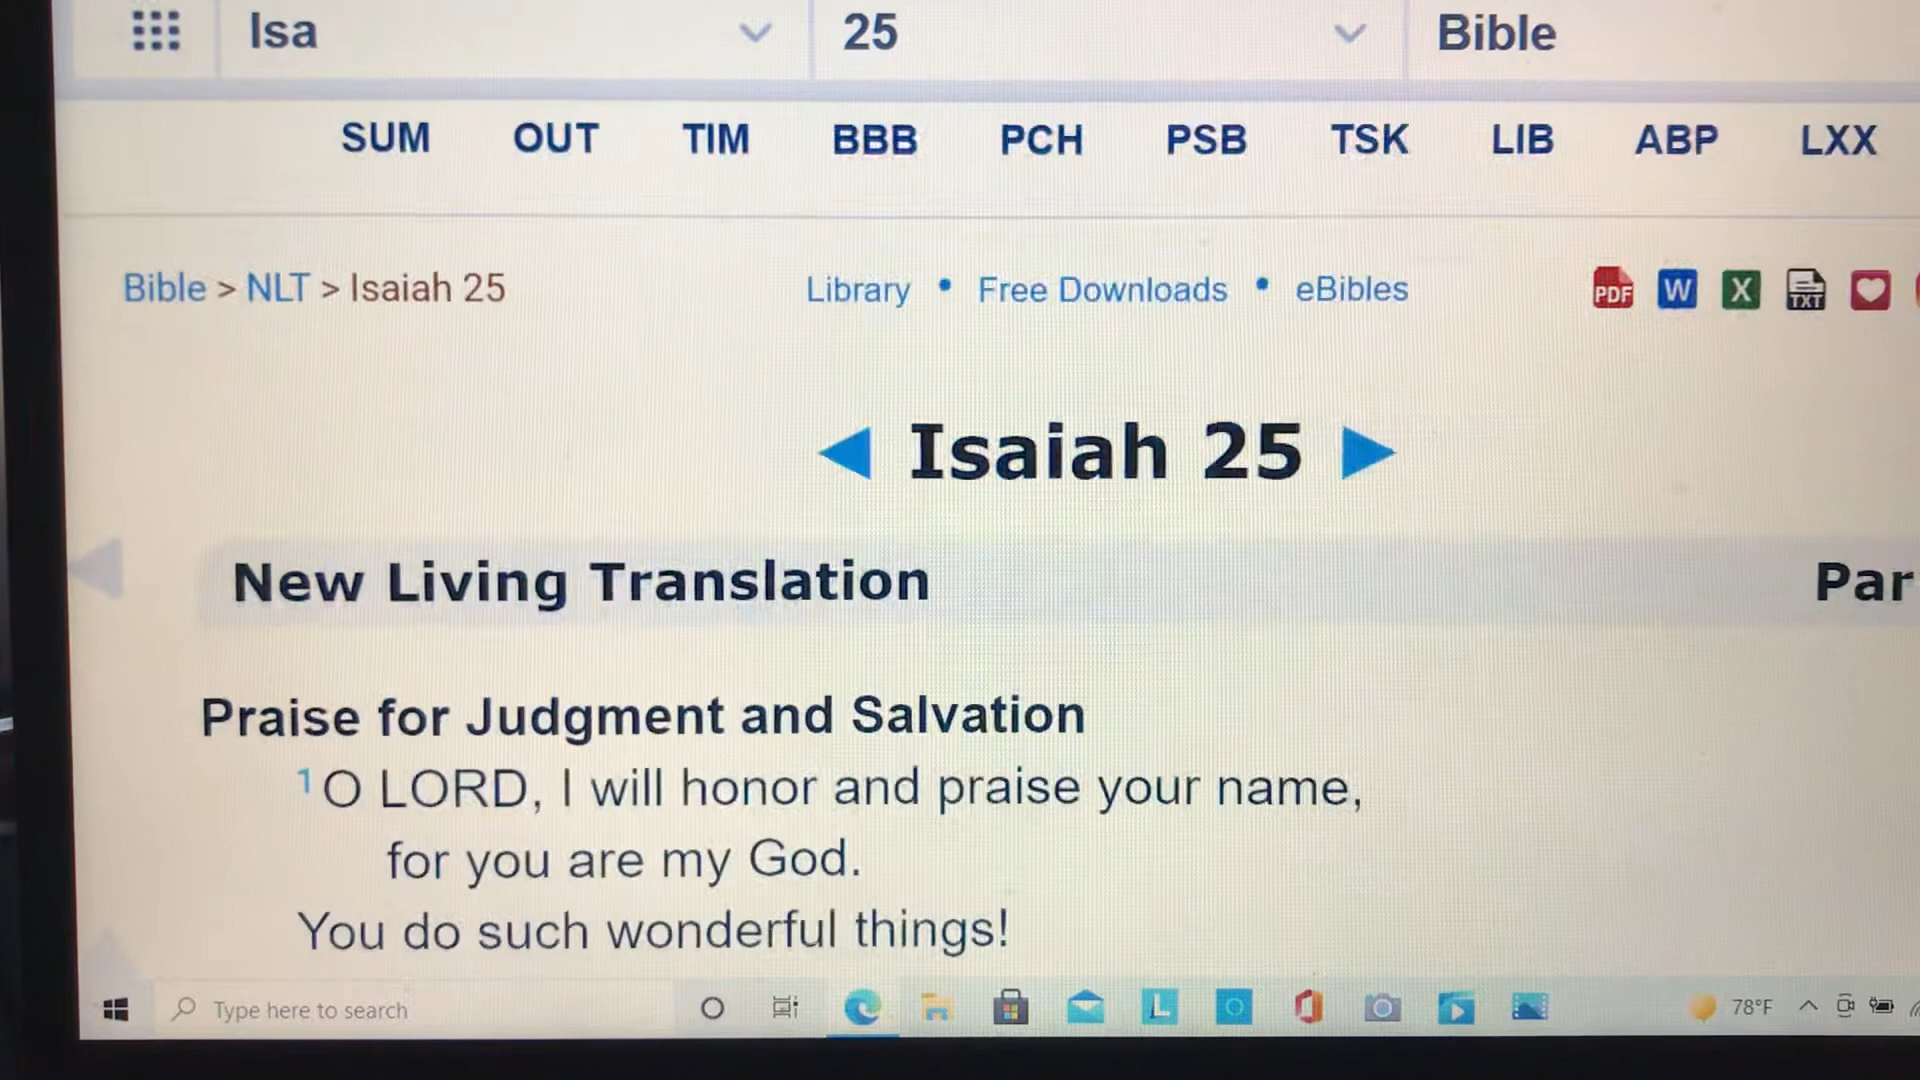 Isa 25 Bible
SUM OUT TIM BBB PCH PSB TSK LIB ABP LXX
Bible > NLT > Isaiah 25 Library • Free Downloads • eBibles PDF W X TXT
Isaiah 25
New Living Translation Par
Praise for Judgment and Salvation
1 O LORD, I will honor and praise your name,
for you are my God.
You do such wonderful things!
Type here to search L 78°F